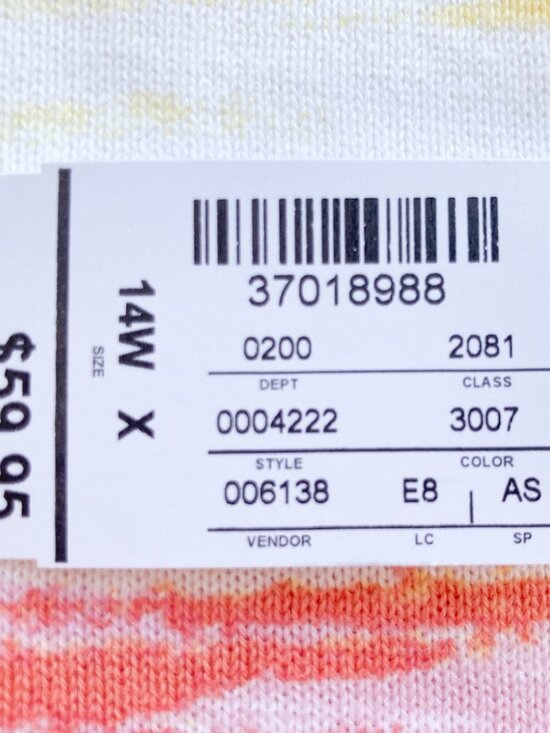 37018988
0200 2081
DEPT CLASS
0004222 3007
STYLE COLOR
006138 E8 AS
VENDOR LC SP
14W X
SIZE
$59.95